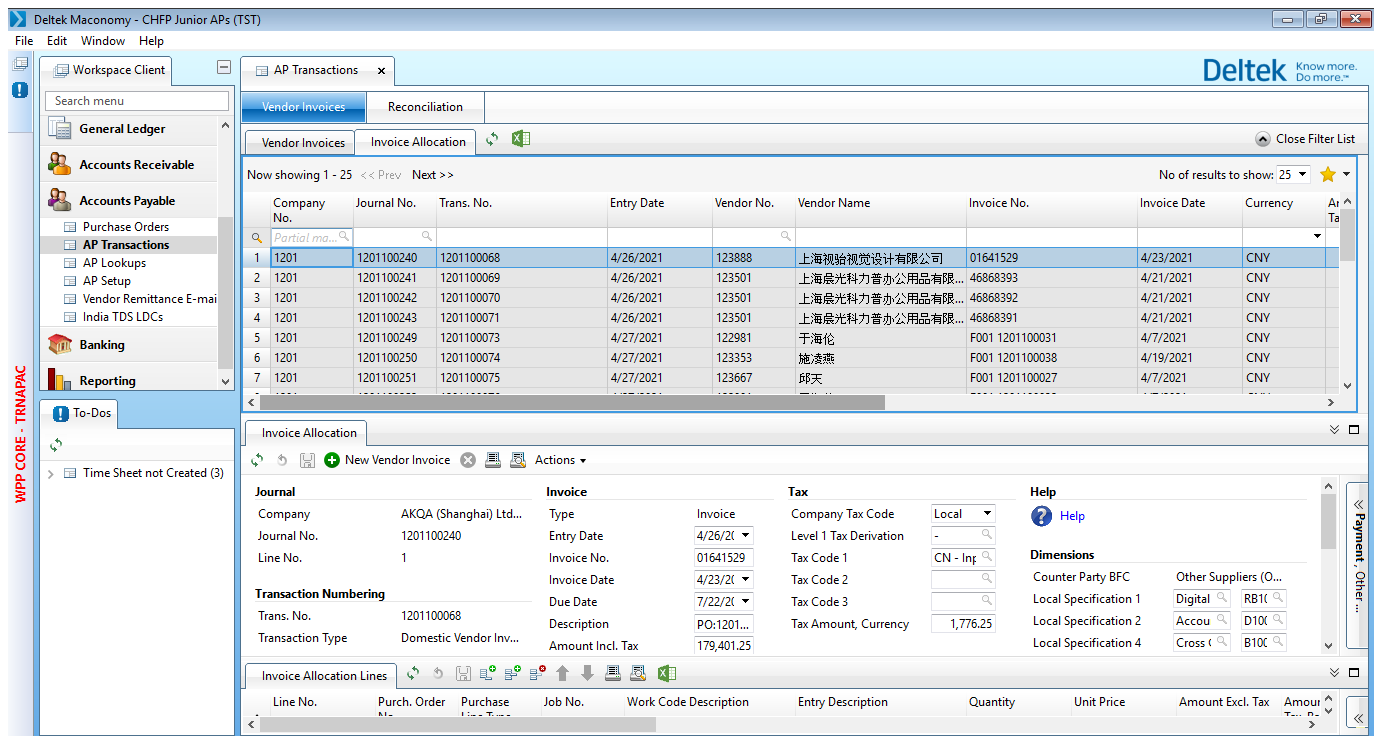 Deltek Maconomy - CHFP Junior APs (TST)
File Edit Window Help
Workspace Client
Search menu
General Ledger
Accounts Receivable
Accounts Payable
Purchase Orders
AP Transactions
AP Lookups
AP Setup
Vendor Remittance E-mai
India TDS LDCs
Banking
Reporting
To-Dos
Time Sheet not Created (3)
WPP CORE - TRNAPAC
AP Transactions
Deltek Know more. Do more.™
Vendor Invoices Reconciliation
Vendor Invoices Invoice Allocation
Close Filter List
Now showing 1 - 25 << Prev Next >>
No of results to show: 25
Company No. Journal No. Trans. No. Entry Date Vendor No. Vendor Name Invoice No. Invoice Date Currency
Partial ma...
1 1201 1201100240 1201100068 4/26/2021 123888 上海视骀视觉设计有限公司 01641529 4/23/2021 CNY
2 1201 1201100241 1201100069 4/26/2021 123501 上海晨光科力普办公用品有限... 46868393 4/21/2021 CNY
3 1201 1201100242 1201100070 4/26/2021 123501 上海晨光科力普办公用品有限... 46868392 4/21/2021 CNY
4 1201 1201100243 1201100071 4/26/2021 123501 上海晨光科力普办公用品有限... 46868391 4/21/2021 CNY
5 1201 1201100249 1201100073 4/27/2021 122981 于海伦 F001 1201100031 4/7/2021 CNY
6 1201 1201100250 1201100074 4/27/2021 123353 施凌燕 F001 1201100038 4/19/2021 CNY
7 1201 1201100251 1201100075 4/27/2021 123667 邱天 F001 1201100027 4/7/2021 CNY
Invoice Allocation
New Vendor Invoice Actions
Journal
Company AKQA (Shanghai) Ltd...
Journal No. 1201100240
Line No. 1
Transaction Numbering
Trans. No. 1201100068
Transaction Type Domestic Vendor Inv...
Invoice
Type Invoice
Entry Date 4/26/2(
Invoice No. 01641529
Invoice Date 4/23/2(
Due Date 7/22/2(
Description PO:1201...
Amount Incl. Tax 179,401.25
Tax
Company Tax Code Local
Level 1 Tax Derivation -
Tax Code 1 CN - Inp
Tax Code 2
Tax Code 3
Tax Amount, Currency 1,776.25
Help
Help
Dimensions
Counter Party BFC Other Suppliers (O...
Local Specification 1 Digital RB1(
Local Specification 2 Accou D10(
Local Specification 4 Cross ( B10(
Payment , Other ...
Invoice Allocation Lines
Line No. Purch. Order Purchase Job No. Work Code Description Entry Description Quantity Unit Price Amount Excl. Tax Amour